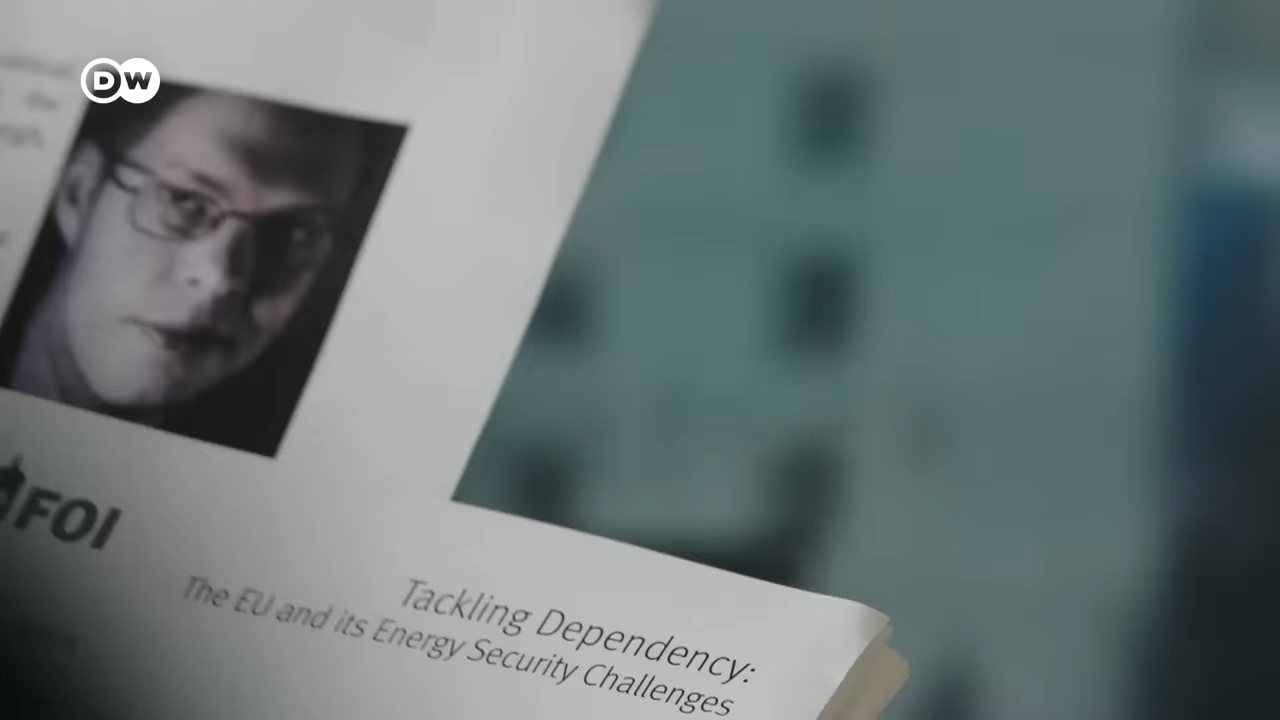 DW
FOI
Tackling Dependency:
The EU and its Energy Security Challenges